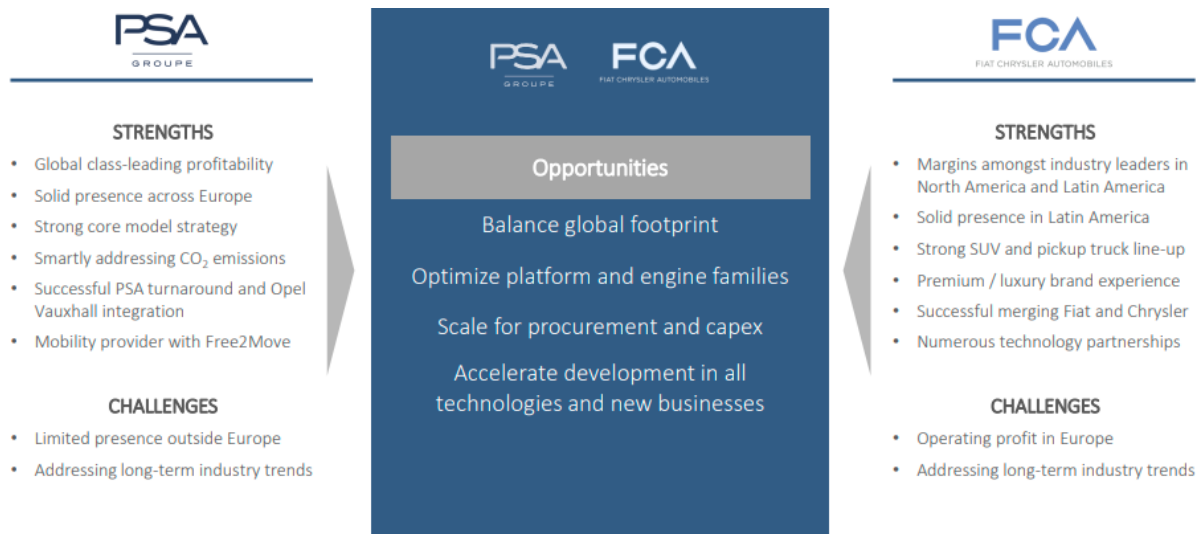 PSA
GROUPE
STRENGTHS
• Global class-leading profitability
• Solid presence across Europe
• Strong core model strategy
• Smartly addressing CO₂ emissions
• Successful PSA turnaround and Opel
Vauxhall integration
• Mobility provider with Free2Move
CHALLENGES
• Limited presence outside Europe
• Addressing long-term industry trends
PSA
GROUPE
FCA
FIAT CHRYSLER AUTOMOBILES
Opportunities
Balance global footprint
Optimize platform and engine families
Scale for procurement and capex
Accelerate development in all
technologies and new businesses
FCA
FIAT CHRYSLER AUTOMOBILES
STRENGTHS
• Margins amongst industry leaders in
North America and Latin America
• Solid presence in Latin America
• Strong SUV and pickup truck line-up
• Premium / luxury brand experience
• Successful merging Fiat and Chrysler
• Numerous technology partnerships
CHALLENGES
• Operating profit in Europe
• Addressing long-term industry trends